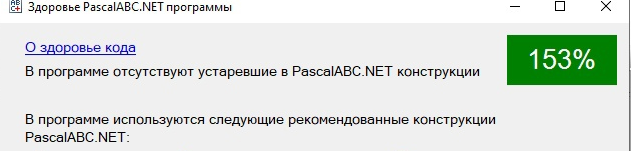 Здоровье PascalABC.NET программы
О здоровье кода
153%
В программе отсутствуют устаревшие в PascalABC.NET конструкции
В программе используются следующие рекомендованные конструкции
PascalABC.NET: